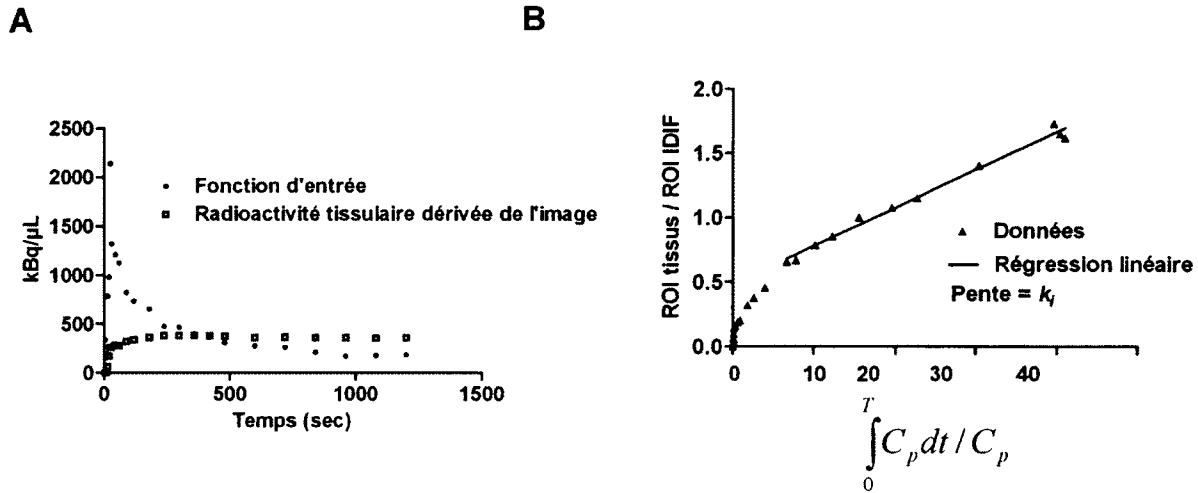 A
B
2500
2000
1500
1000
500
0
kBq/µL
Fonction d'entrée
Radioactivité tissulaire dérivée de l'image
0
500
1000
1500
Temps (sec)
2.0
1.5
1.0
0.5
0.0
ROI tissus / ROI IDIF
Données
Régression linéaire
Pente = ki
0
10
20
30
40
T
∫ Cp dt / Cp
0